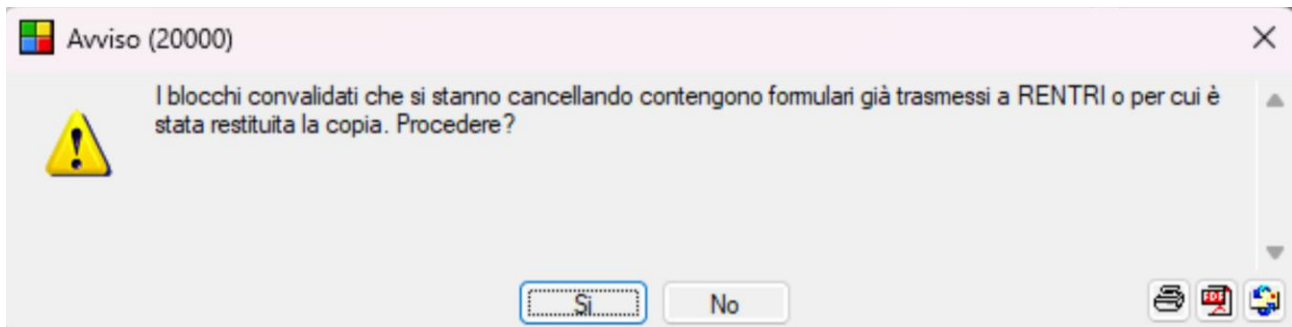 Avviso (20000)
I blocchi convalidati che si stanno cancellando contengono formulari già trasmessi a RENTRI o per cui è
stata restituita la copia. Procedere?
Sì
No
PDF